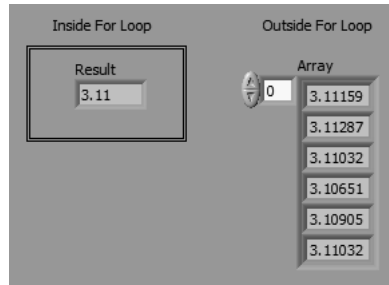 Inside For Loop
Result
3.11
Outside For Loop
Array
0
3.11159
3.11287
3.11032
3.10651
3.10905
3.11032